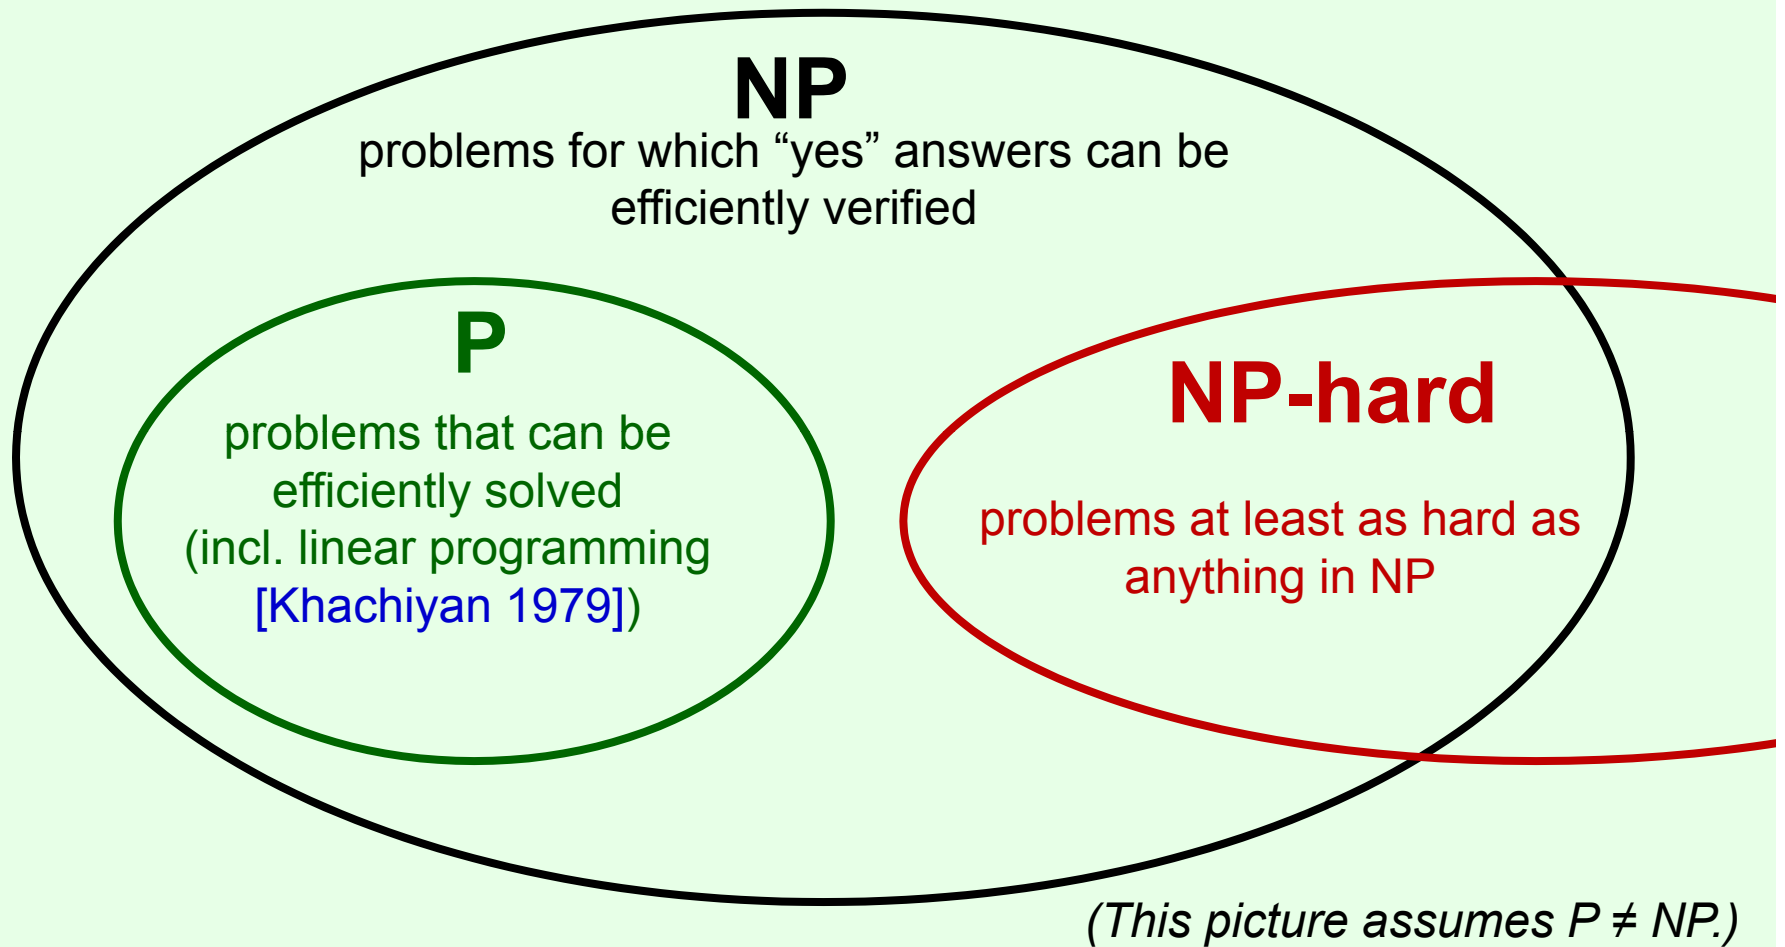 NP
problems for which “yes” answers can be
efficiently verified
P
problems that can be
efficiently solved
(incl. linear programming
[Khachiyan 1979])
NP-hard
problems at least as hard as
anything in NP
(This picture assumes P ≠ NP.)